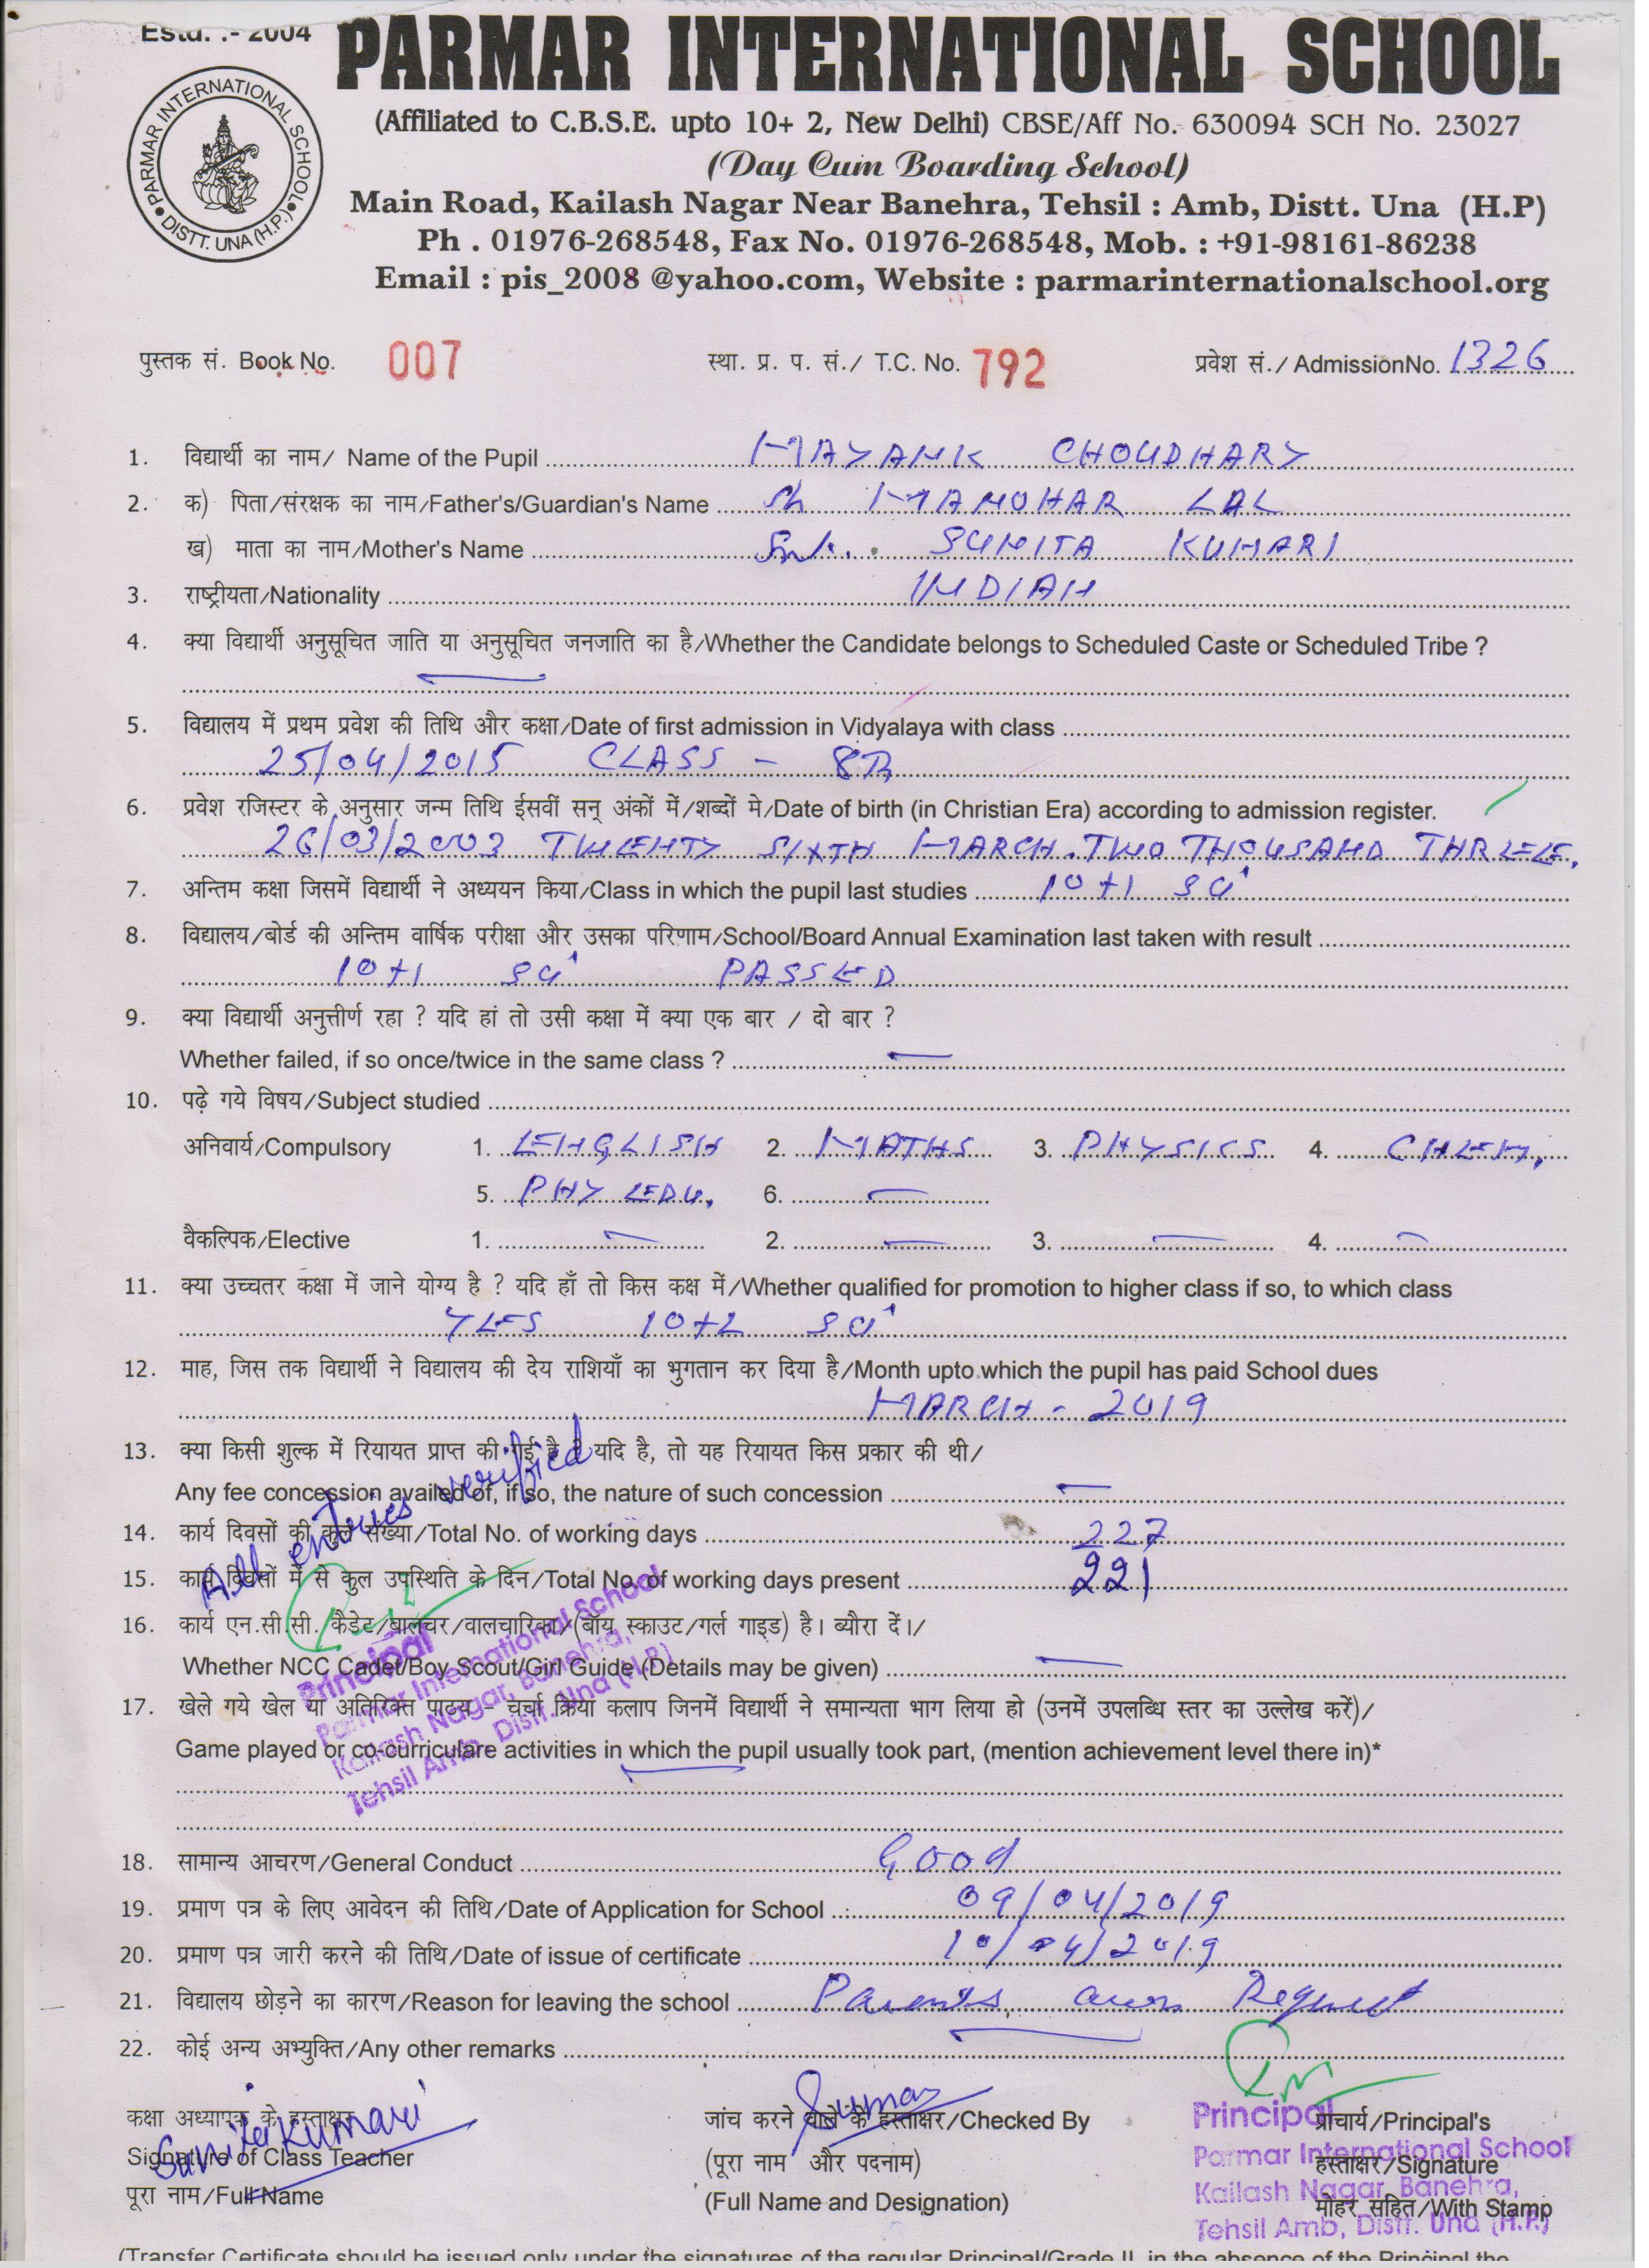 Estd. :- 2004
PARMAR INTERNATIONAL SCHOOL
PARMAR INTERNATIONAL SCHOOL DISTT. UNA (H.P.)
(Affiliated to C.B.S.E. upto 10+ 2, New Delhi) CBSE/Aff No. 630094 SCH No. 23027
(Day Cum Boarding School)
Main Road, Kailash Nagar Near Banehra, Tehsil : Amb, Distt. Una (H.P)
Ph . 01976-268548, Fax No. 01976-268548, Mob. : +91-98161-86238
Email : pis_2008 @yahoo.com, Website : parmarinternationalschool.org
पुस्तक सं. Book No. 007 स्था. प्र. प. सं./ T.C. No. 792 प्रवेश सं./ AdmissionNo. 1326
1. विद्यार्थी का नाम/ Name of the Pupil MAYANK CHOUDHARY
2. क) पिता/संरक्षक का नाम/Father's/Guardian's Name Sh MANOHAR LAL
ख) माता का नाम/Mother's Name Smt. SUNITA KUMARI
3. राष्ट्रीयता/Nationality INDIAN
4. क्या विद्यार्थी अनुसूचित जाति या अनुसूचित जनजाति का है/Whether the Candidate belongs to Scheduled Caste or Scheduled Tribe ?
—
5. विद्यालय में प्रथम प्रवेश की तिथि और कक्षा/Date of first admission in Vidyalaya with class
25/04/2015 CLASS -
6. प्रवेश रजिस्टर के अनुसार जन्म तिथि ईसवीं सन् अंकों में/शब्दों मे/Date of birth (in Christian Era) according to admission register.
26/03/2003 TWENTY SIXTH MARCH. TWO THOUSAND THREE.
7. अन्तिम कक्षा जिसमें विद्यार्थी ने अध्ययन किया/Class in which the pupil last studies 10+1 Sci
8. विद्यालय/बोर्ड की अन्तिम वार्षिक परीक्षा और उसका परिणाम/School/Board Annual Examination last taken with result
10+1 Sci PASSED
9. क्या विद्यार्थी अनुत्तीर्ण रहा ? यदि हां तो उसी कक्षा में क्या एक बार / दो बार ?
Whether failed, if so once/twice in the same class ? —
10. पढ़े गये विषय/Subject studied
अनिवार्य/Compulsory 1. ENGLISH 2. MATHS 3. PHYSICS 4. CHEM.
5. PHY EDU. 6. —
वैकल्पिक/Elective 1. — 2. — 3. — 4. —
11. क्या उच्चतर कक्षा में जाने योग्य है ? यदि हाँ तो किस कक्ष में/Whether qualified for promotion to higher class if so, to which class
YES 10+2 Sci
12. माह, जिस तक विद्यार्थी ने विद्यालय की देय राशियाँ का भुगतान कर दिया है/Month upto which the pupil has paid School dues
MARCH - 2019
13. क्या किसी शुल्क में रियायत प्राप्त की गई है ? यदि है, तो यह रियायत किस प्रकार की थी/
Any fee concession availed of, if so, the nature of such concession —
All entries verified
14. कार्य दिवसों की कुल संख्या/Total No. of working days 227
15. कार्य दिवसों में से कुल उपस्थिति के दिन/Total No. of working days present 221
16. कार्य एन.सी.सी. कैडेट/बालचर/वालचारिका/(बॉय स्काउट/गर्ल गाइड) है। ब्यौरा दें।/
Whether NCC Cadet/Boy Scout/Girl Guide (Details may be given) —
Principal
Parmar International School
Kailash Nagar, Banehra,
Tehsil Amb, Distt. Una (H.P.)
17. खेले गये खेल या अतिरिक्त पाठ्य - चर्चा क्रिया कलाप जिनमें विद्यार्थी ने समान्यता भाग लिया हो (उनमें उपलब्धि स्तर का उल्लेख करें)/
Game played or co-curriculare activities in which the pupil usually took part, (mention achievement level there in)*
—
18. सामान्य आचरण/General Conduct Good
19. प्रमाण पत्र के लिए आवेदन की तिथि/Date of Application for School 09/04/2019
20. प्रमाण पत्र जारी करने की तिथि/Date of issue of certificate 10/04/2019
21. विद्यालय छोड़ने का कारण/Reason for leaving the school Parents, own Request
22. कोई अन्य अभ्युक्ति/Any other remarks —
कक्षा अध्यापक के हस्ताक्षर जांच करने वाले के हस्ताक्षर/Checked By प्राचार्य/Principal's
Sunita Kumari
Suman
Signature of Class Teacher (पूरा नाम और पदनाम) हस्ताक्षर/Signature
पूरा नाम/Full Name (Full Name and Designation) मोहर सहित/With Stamp
Principal
Parmar International School
Kailash Nagar, Banehra,
Tehsil Amb, Distt. Una (H.P.)
(Transfer Certificate should be issued only under the signatures of the regular Principal/Grade II, in the absence of the Principal the